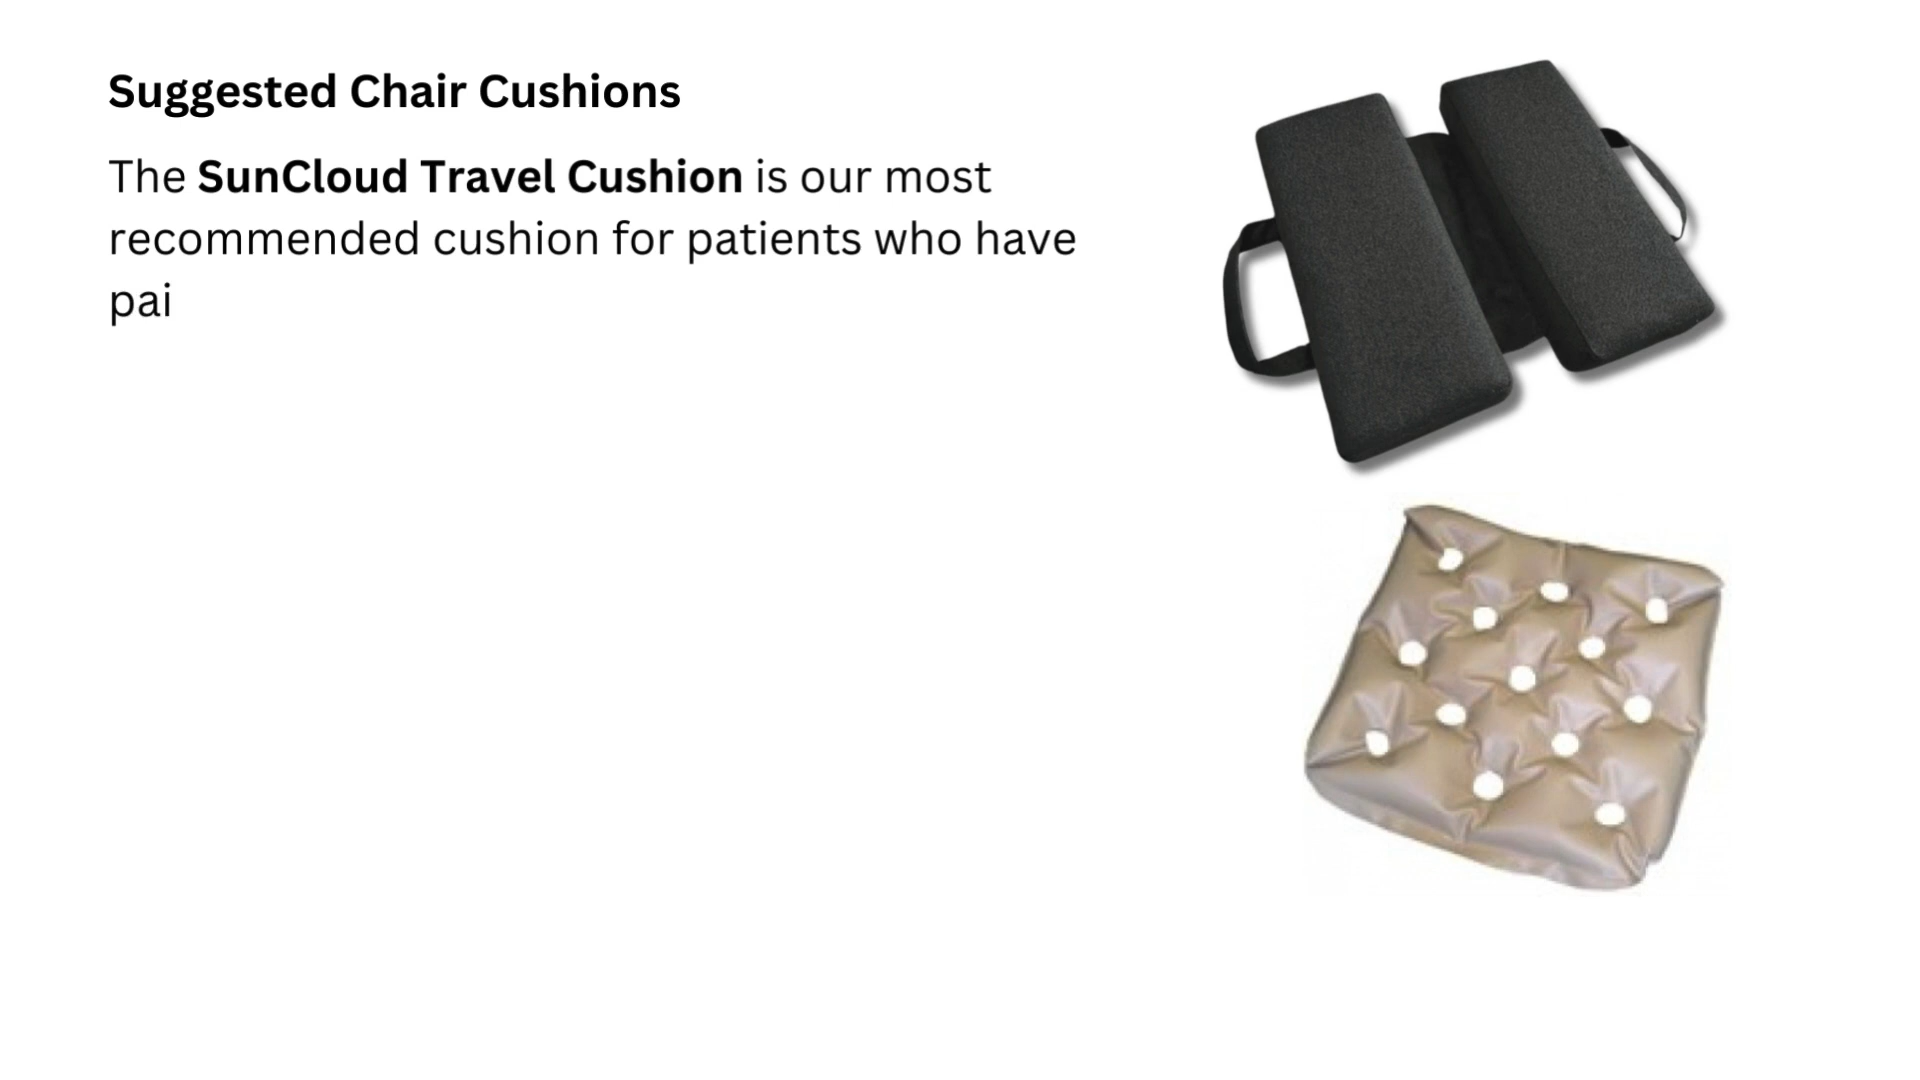 Suggested Chair Cushions
The SunCloud Travel Cushion is our most
recommended cushion for patients who have
pai